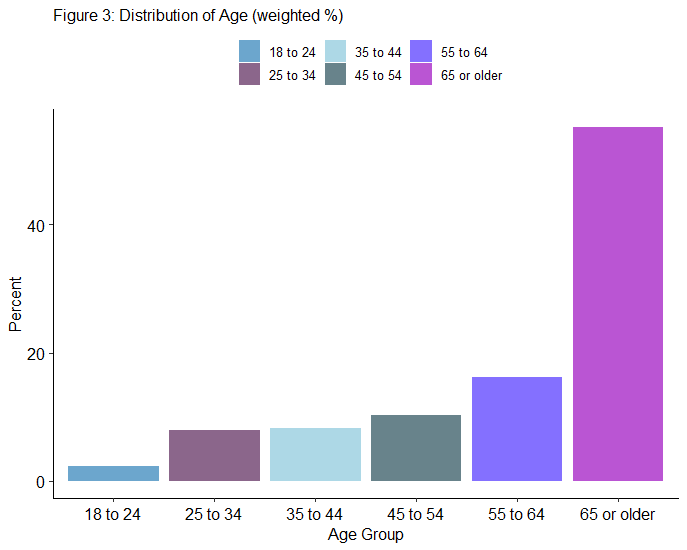 Figure 3: Distribution of Age (weighted %)
18 to 24 35 to 44 55 to 64
25 to 34 45 to 54 65 or older
Percent
40
20
0
18 to 24 25 to 34 35 to 44 45 to 54 55 to 64 65 or older
Age Group